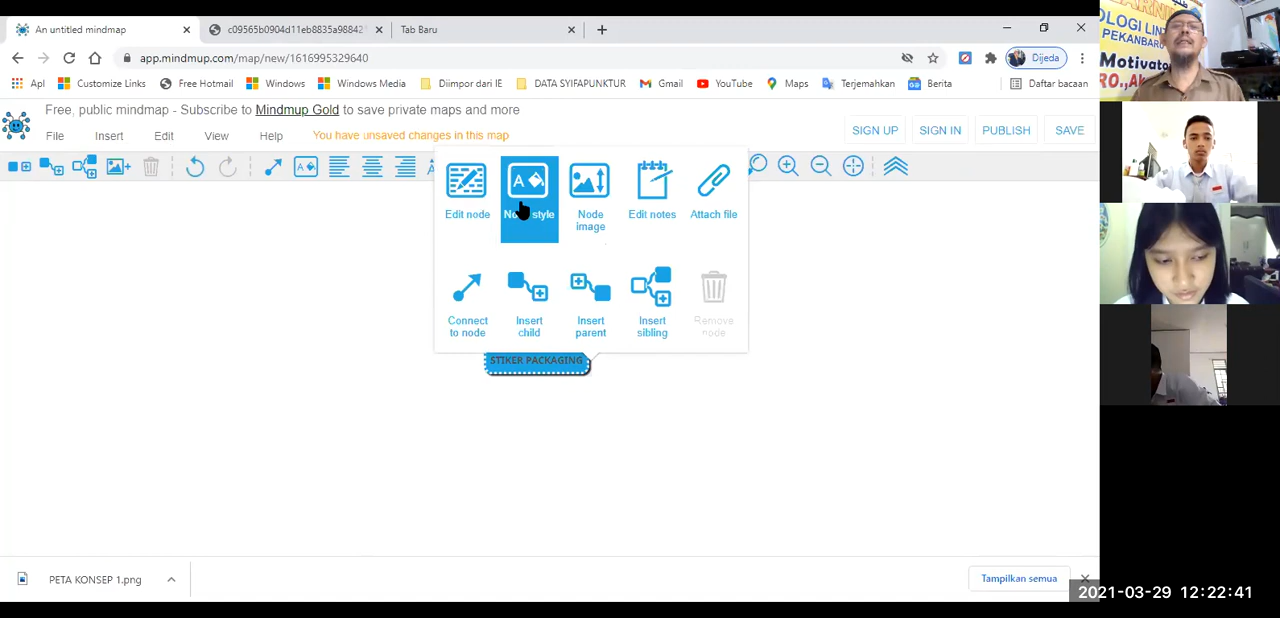 An untitled mindmap
c09565b0904d11eb8835a98842
Tab Baru
app.mindmup.com/map/new/1616995329640
Dijeda
Apl
Customize Links
Free Hotmail
Windows
Windows Media
Diimpor dari IE
DATA SYIFAPUNKTUR
Gmail
YouTube
Maps
Terjemahkan
Berita
Daftar bacaan
Free, public mindmap - Subscribe to Mindmup Gold to save private maps and more
File
Insert
Edit
View
Help
You have unsaved changes in this map
SIGN UP
SIGN IN
PUBLISH
SAVE
Edit node
Node style
Node
image
Edit notes
Attach file
Connect
to node
Insert
child
Insert
parent
Insert
sibling
Remove
node
STIKER PACKAGING
PETA KONSEP 1.png
Tampilkan semua
2021-03-29 12:22:41
OLOGI LIN
PEKANBAR
Motivato